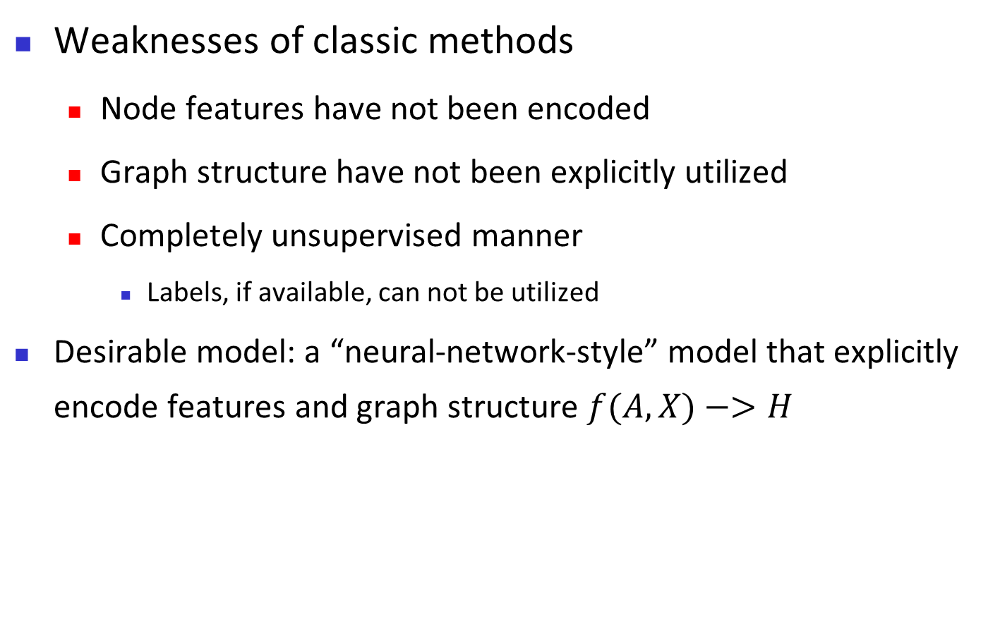 Weaknesses of classic methods
Node features have not been encoded
Graph structure have not been explicitly utilized
Completely unsupervised manner
Labels, if available, can not be utilized
Desirable model: a “neural-network-style” model that explicitly
encode features and graph structure f(A, X) −> H